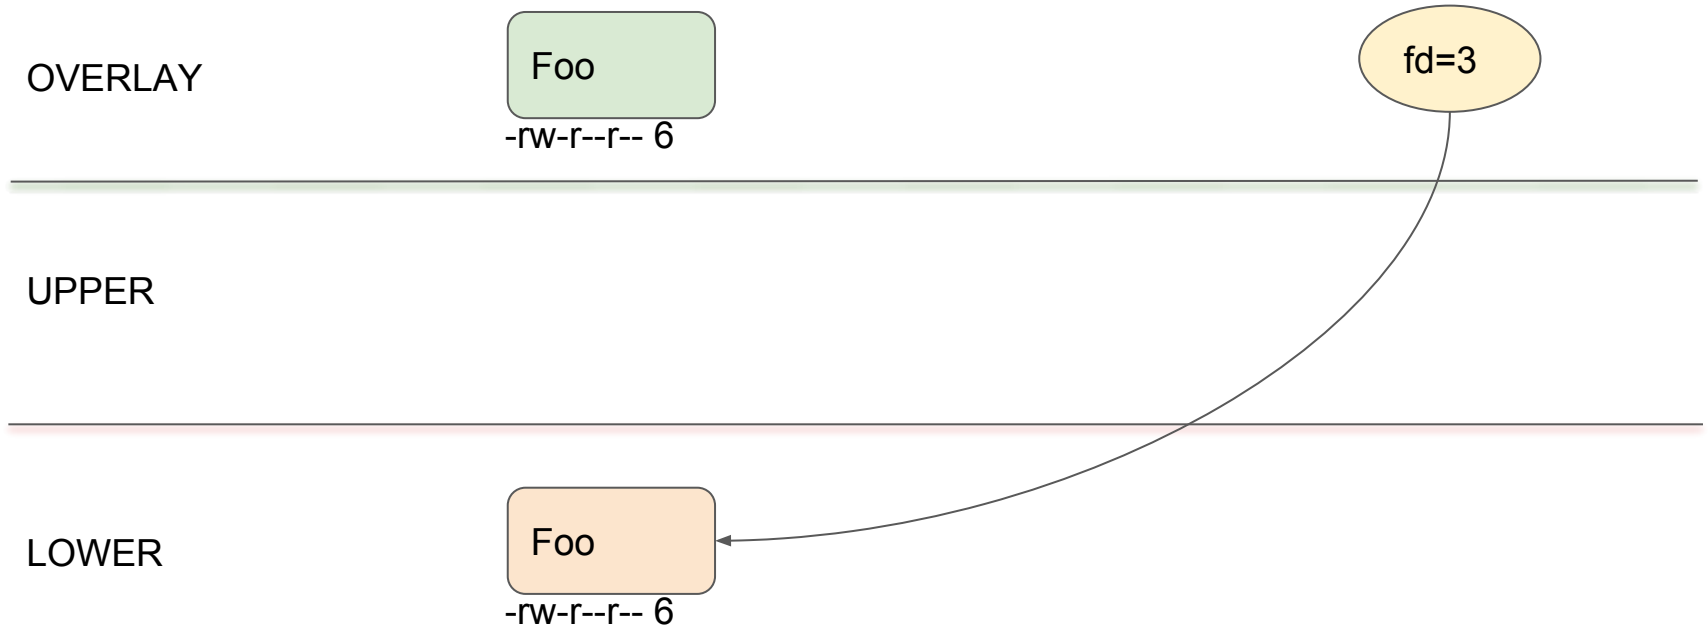 OVERLAY
Foo
-rw-r--r-- 6
fd=3
UPPER
LOWER
Foo
-rw-r--r-- 6